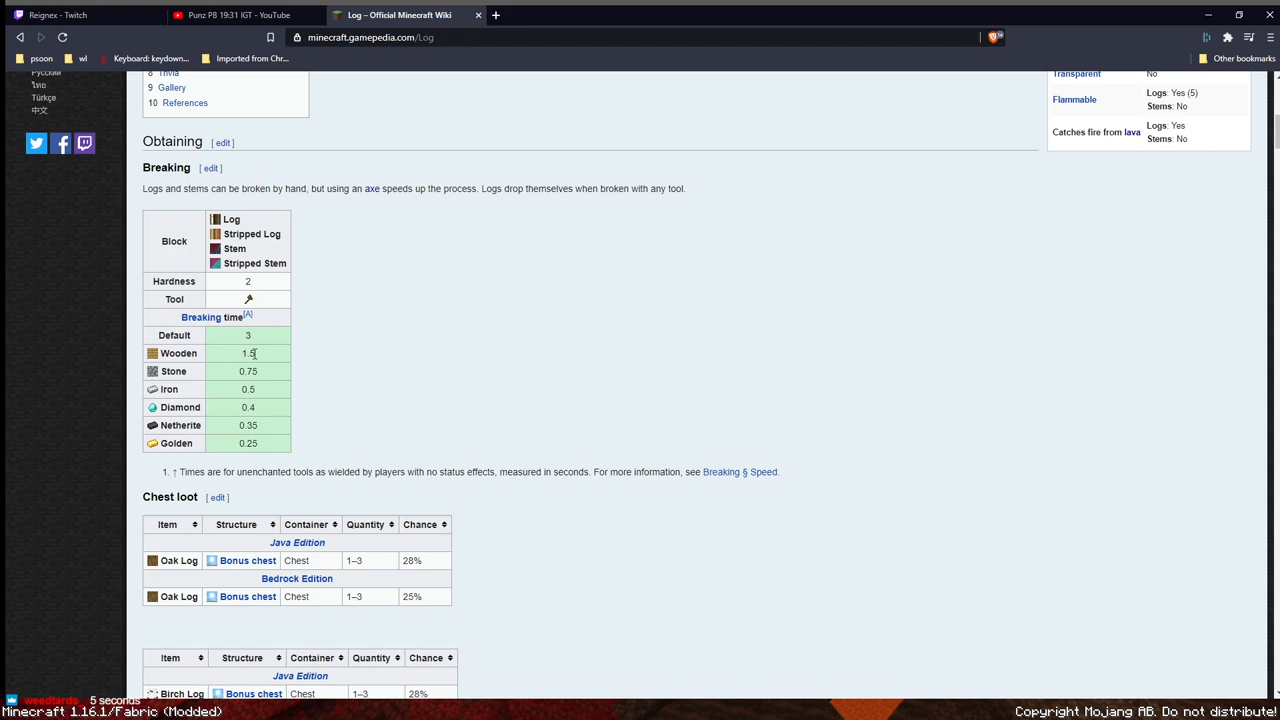 Reignex - Twitch
Punz PB 19:31 IGT - YouTube
Log – Official Minecraft Wiki
minecraft.gamepedia.com/Log
psoon
wl
Keyboard: keydown...
Imported from Chr...
Other bookmarks
Русский
ไทย
Türkçe
中文
8 Trivia
9 Gallery
10 References
Transparent No
Flammable Logs: Yes (5)
Stems: No
Catches fire from lava Logs: Yes
Stems: No
Obtaining [ edit ]
Breaking [ edit ]
Logs and stems can be broken by hand, but using an axe speeds up the process. Logs drop themselves when broken with any tool.
Block
Log
Stripped Log
Stem
Stripped Stem
Hardness 2
Tool
Breaking time[A]
Default 3
Wooden 1.5
Stone 0.75
Iron 0.5
Diamond 0.4
Netherite 0.35
Golden 0.25
1. ↑ Times are for unenchanted tools as wielded by players with no status effects, measured in seconds. For more information, see Breaking § Speed.
Chest loot [ edit ]
Item Structure Container Quantity Chance
Java Edition
Oak Log Bonus chest Chest 1–3 28%
Bedrock Edition
Oak Log Bonus chest Chest 1–3 25%
Item Structure Container Quantity Chance
Java Edition
Birch Log Bonus chest Chest 1–3 28%
weedtards 5 seconds
Minecraft 1.16.1/Fabric (Modded)
Copyright Mojang AB. Do not distribute!